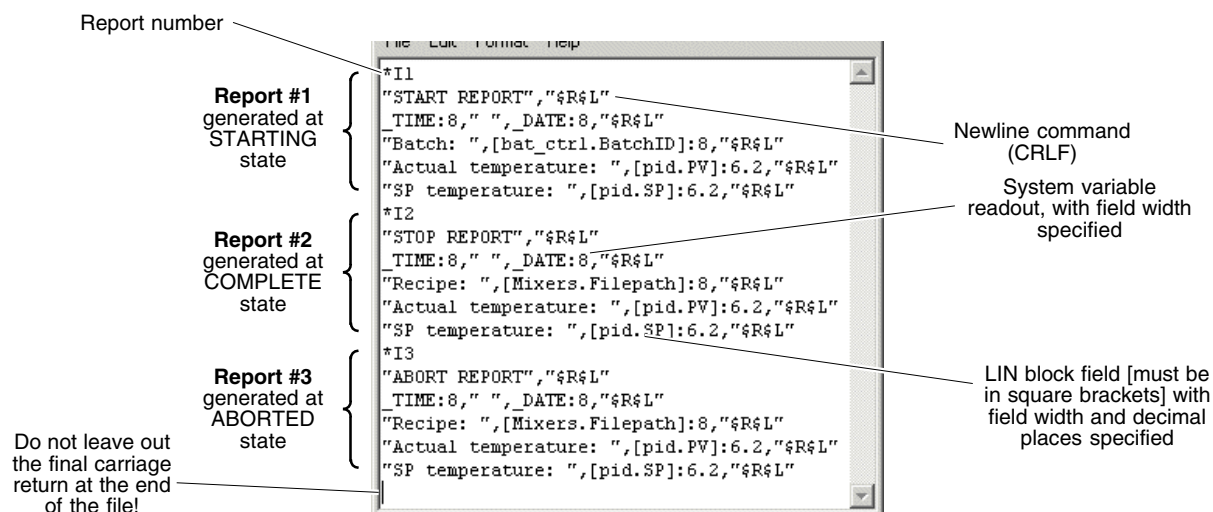 Report number
File Edit Format Help
*I1
"START REPORT","$R$L"
_TIME:8," ",_DATE:8,"$R$L"
"Batch: ",[bat_ctrl.BatchID]:8,"$R$L"
"Actual temperature: ",[pid.PV]:6.2,"$R$L"
"SP temperature: ",[pid.SP]:6.2,"$R$L"
*I2
"STOP REPORT","$R$L"
_TIME:8," ",_DATE:8,"$R$L"
"Recipe: ",[Mixers.Filepath]:8,"$R$L"
"Actual temperature: ",[pid.PV]:6.2,"$R$L"
"SP temperature: ",[pid.SP]:6.2,"$R$L"
*I3
"ABORT REPORT","$R$L"
_TIME:8," ",_DATE:8,"$R$L"
"Recipe: ",[Mixers.Filepath]:8,"$R$L"
"Actual temperature: ",[pid.PV]:6.2,"$R$L"
"SP temperature: ",[pid.SP]:6.2,"$R$L"
Report #1
generated at
STARTING
state
Report #2
generated at
COMPLETE
state
Report #3
generated at
ABORTED
state
Do not leave out
the final carriage
return at the end
of the file!
Newline command
(CRLF)
System variable
readout, with field width
specified
LIN block field [must be
in square brackets] with
field width and decimal
places specified